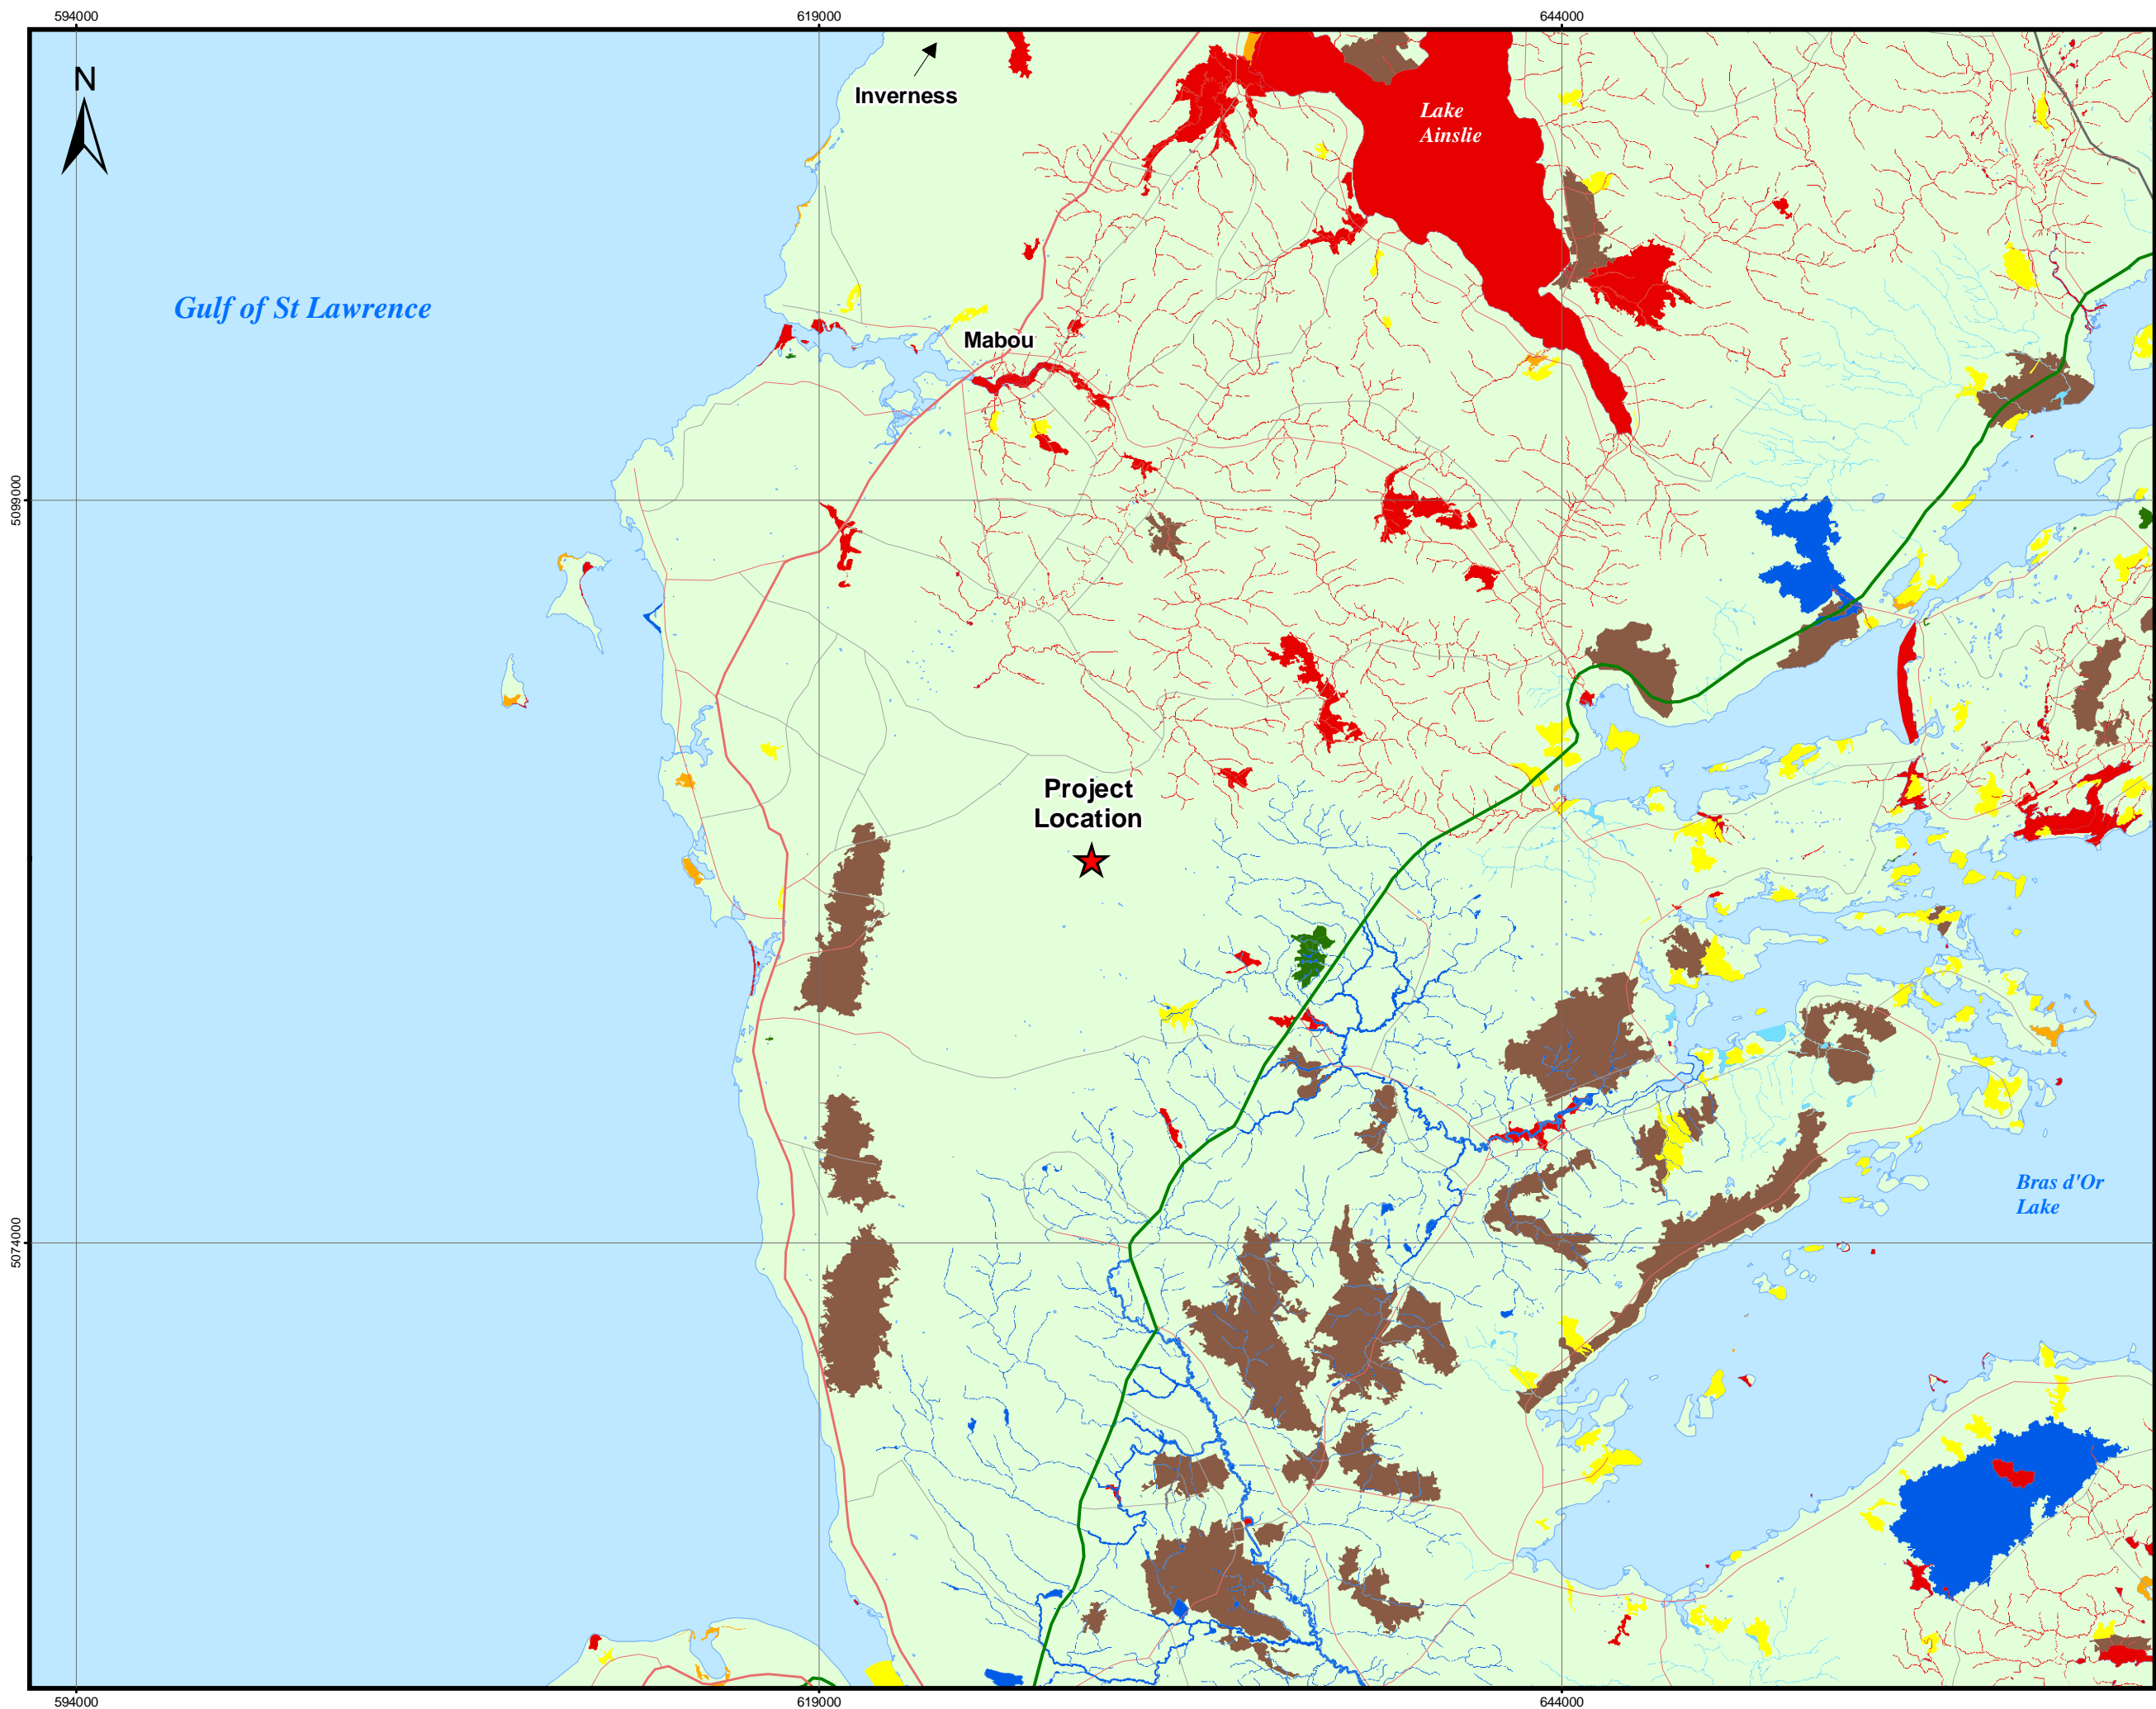 594000
619000
644000
N
Inverness
Lake
Ainslie
Gulf of St Lawrence
Mabou
5099000
Project
Location
Bras d'Or
Lake
5074000
594000
619000
644000